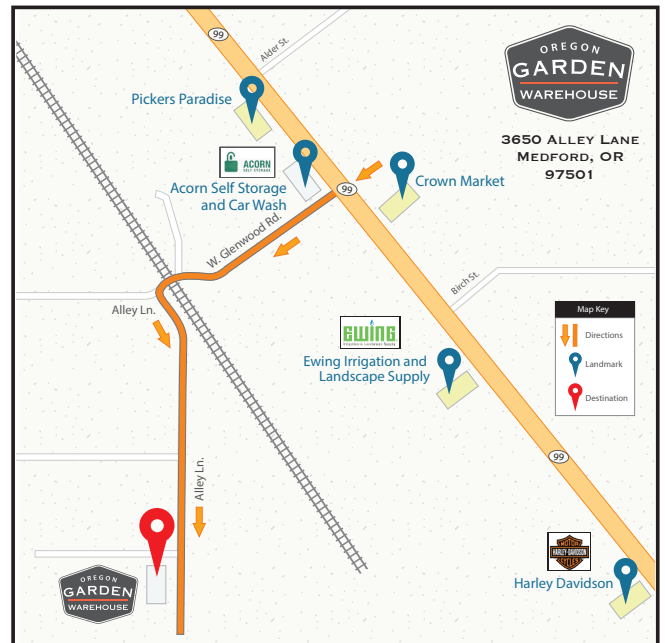 99
Alder St.
OREGON
GARDEN
WAREHOUSE
3650 ALLEY LANE
MEDFORD, OR
97501
Pickers Paradise
ACORN
SELF STORAGE
Acorn Self Storage
and Car Wash
99
Crown Market
W. Glenwood Rd.
Birch St.
Alley Ln.
Map Key
Directions
Landmark
Destination
EWING
Ewing Irrigation and
Landscape Supply
99
Alley Ln.
MOTOR
HARLEY-DAVIDSON
CYCLES
Harley Davidson
OREGON
GARDEN
WAREHOUSE